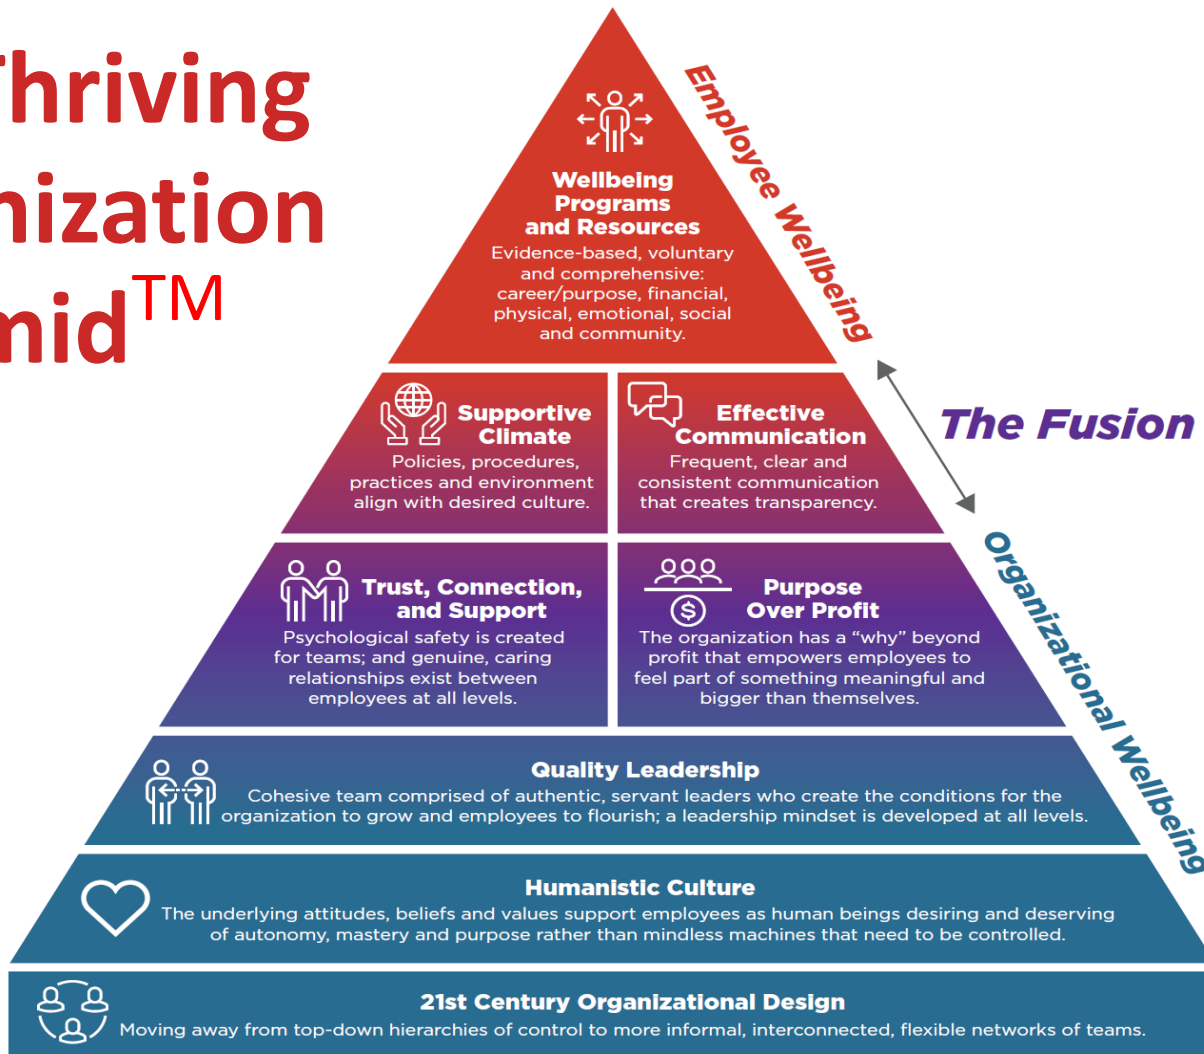 Thriving
nization
mid™
Employee Wellbeing
Wellbeing
Programs
and Resources
Evidence-based, voluntary
and comprehensive:
career/purpose, financial,
physical, emotional, social
and community.
Supportive
Climate
Policies, procedures,
practices and environment
align with desired culture.
Effective
Communication
Frequent, clear and
consistent communication
that creates transparency.
The Fusion
Trust, Connection,
and Support
Psychological safety is created
for teams; and genuine, caring
relationships exist between
employees at all levels.
Purpose
Over Profit
$
The organization has a “why” beyond
profit that empowers employees to
feel part of something meaningful and
bigger than themselves.
Organizational Wellbeing
Quality Leadership
Cohesive team comprised of authentic, servant leaders who create the conditions for the
organization to grow and employees to flourish; a leadership mindset is developed at all levels.
Humanistic Culture
The underlying attitudes, beliefs and values support employees as human beings desiring and deserving
of autonomy, mastery and purpose rather than mindless machines that need to be controlled.
21st Century Organizational Design
Moving away from top-down hierarchies of control to more informal, interconnected, flexible networks of teams.